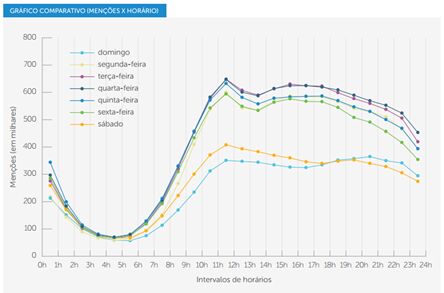 GRÁFICO COMPARATIVO (MENÇÕES X HORÁRIO)
800
700
600
500
400
300
200
100
0
Menções (em milhares)
domingo
segunda-feira
terça-feira
quarta-feira
quinta-feira
sexta-feira
sábado
0h 1h 2h 3h 4h 5h 6h 7h 8h 9h 10h 11h 12h 13h 14h 15h 16h 17h 18h 19h 20h 21h 22h 23h 24h
Intervalos de horários